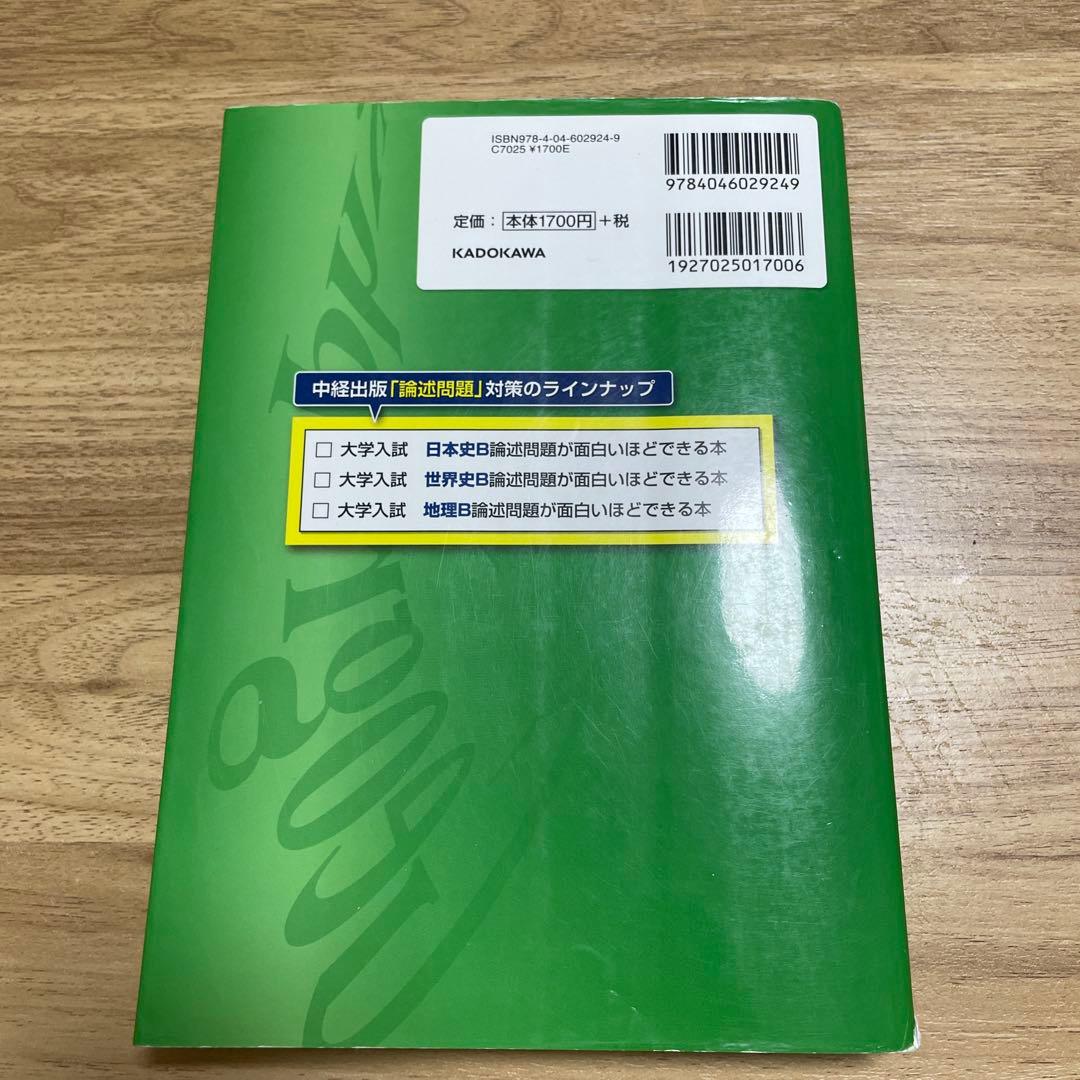 ISBN978-4-04-602924-9
C7025 ¥1700E
9784046029249
定価：本体1700円+税
KADOKAWA
1927025017006
中経出版「論述問題」対策のラインナップ
□ 大学入試 日本史B論述問題が面白いほどできる本
□ 大学入試 世界史B論述問題が面白いほどできる本
□ 大学入試 地理B論述問題が面白いほどできる本